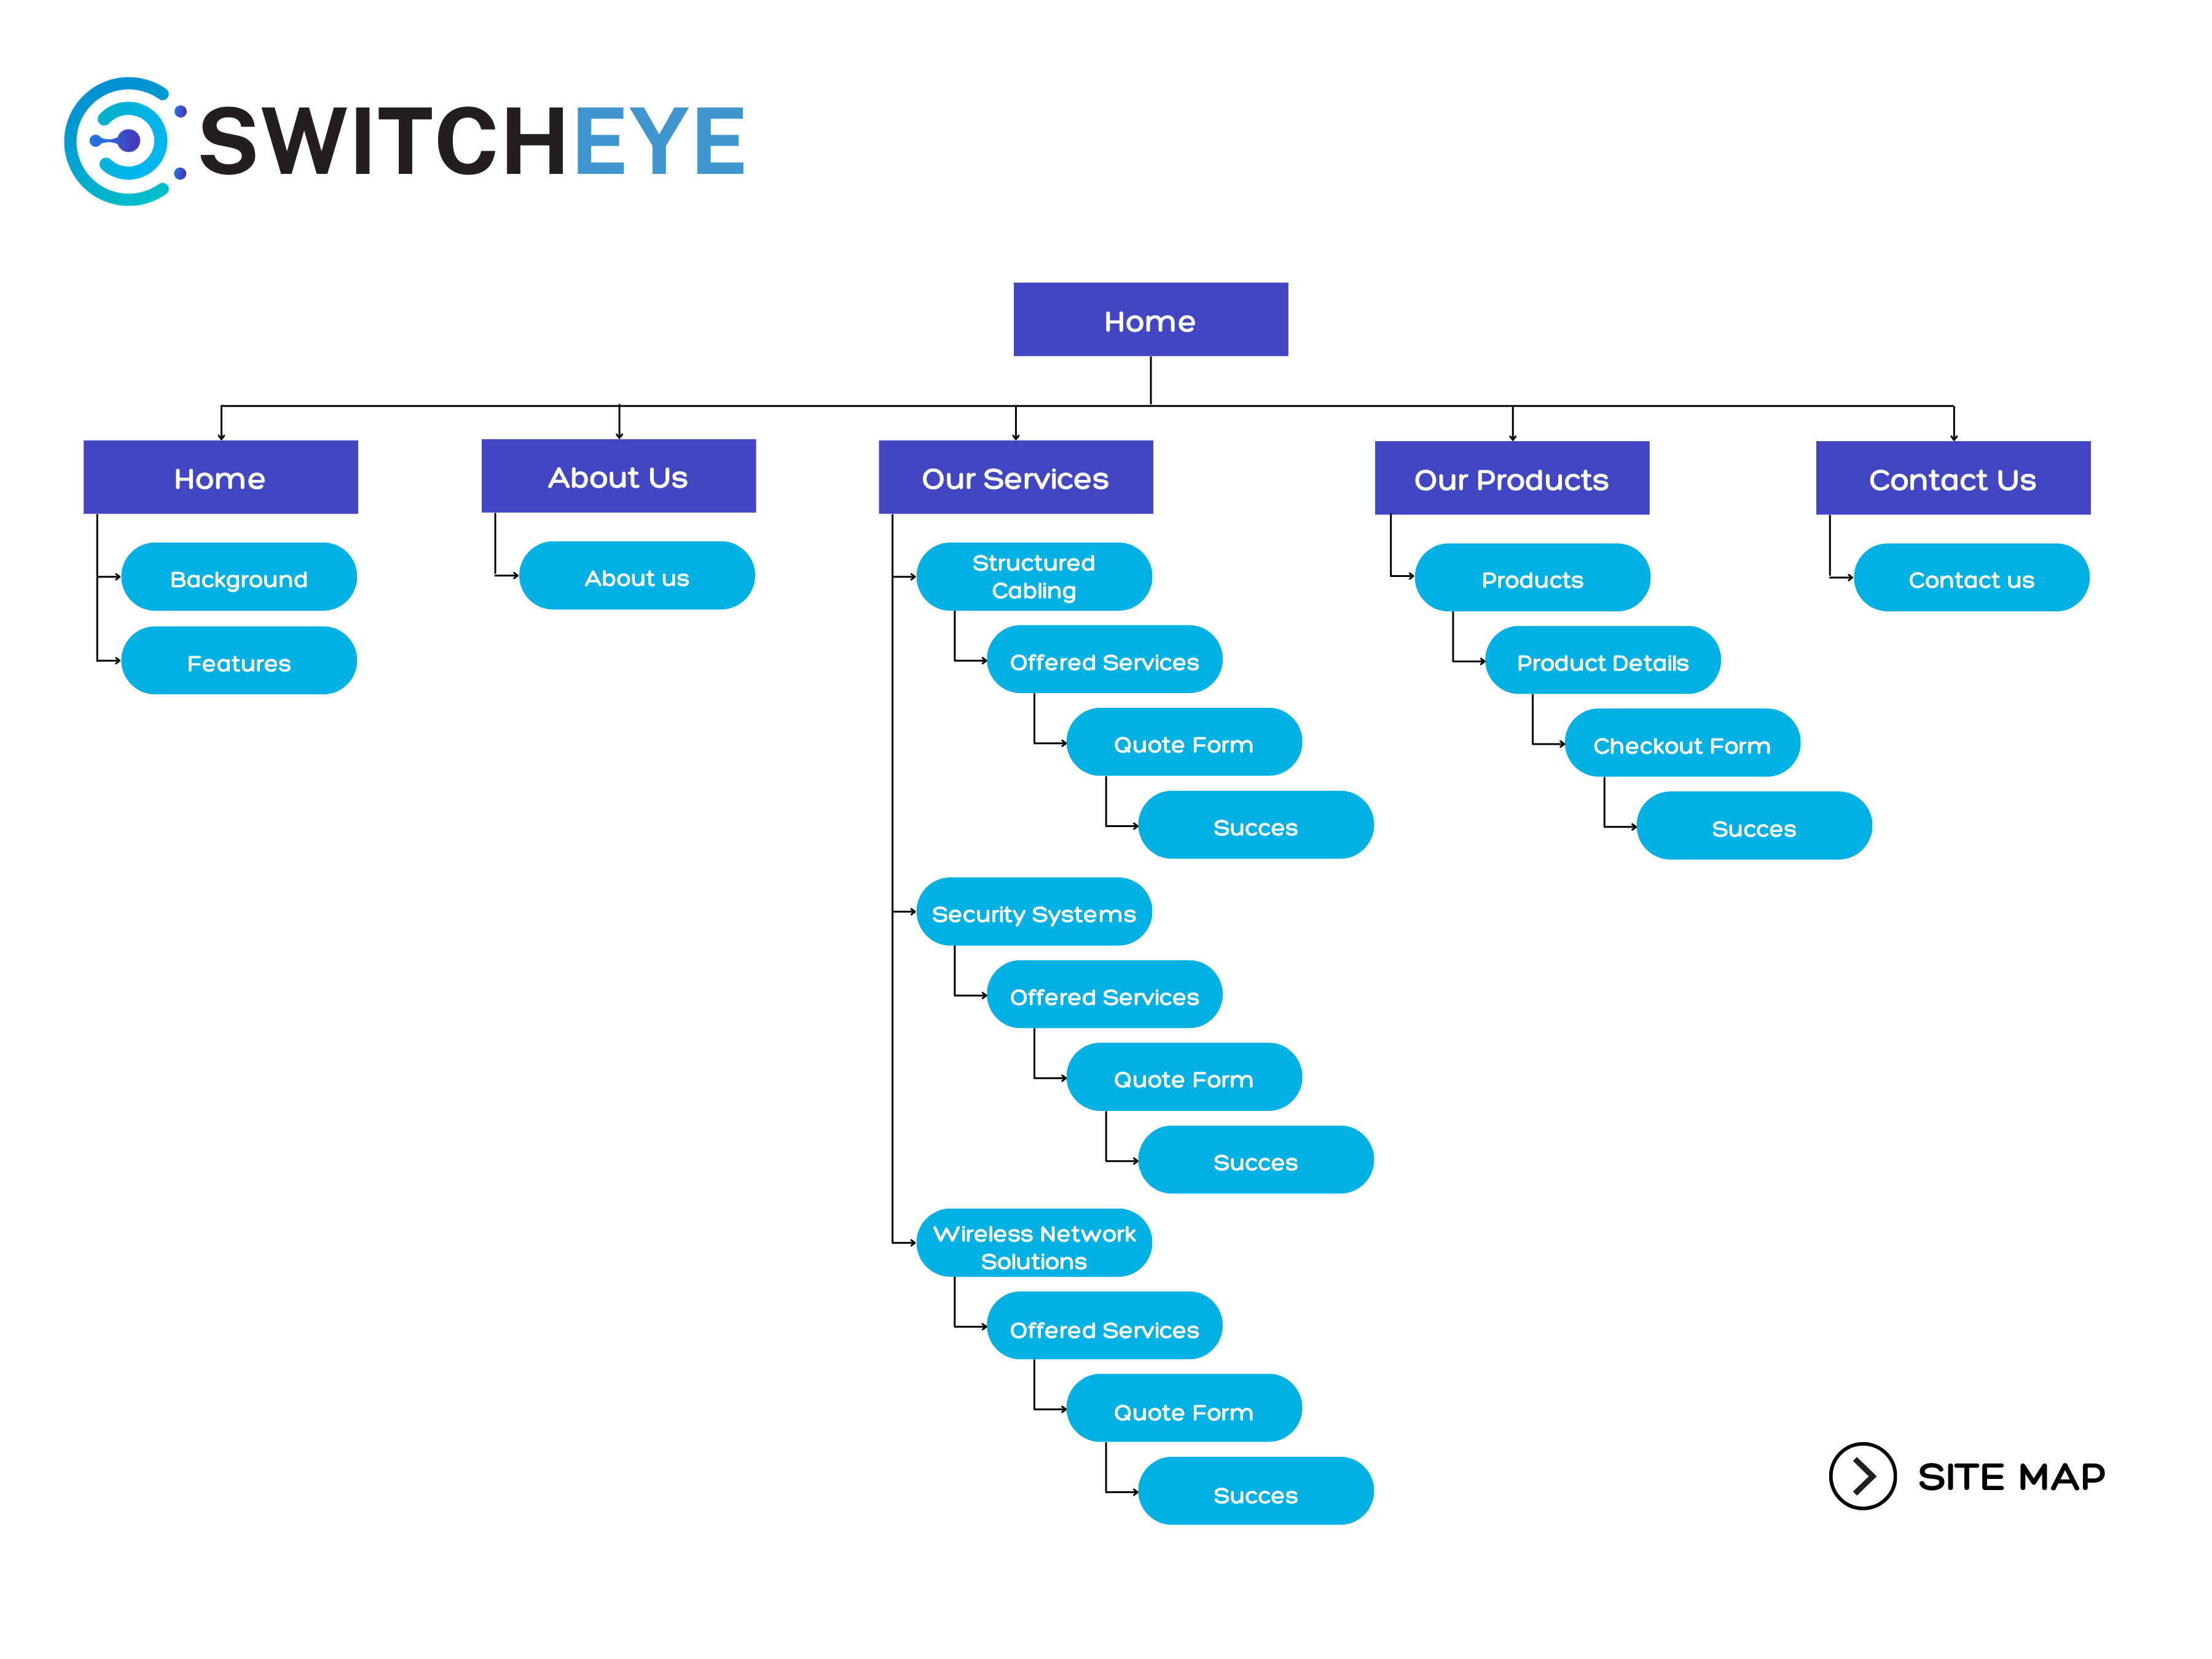 SWITCHEYE
Home
Home
About Us
Our Services
Our Products
Contact Us
Background
Features
About us
Structured
Cabling
Offered Services
Quote Form
Succes
Security Systems
Offered Services
Quote Form
Succes
Wireless Network
Solutions
Offered Services
Quote Form
Succes
Products
Product Details
Checkout Form
Succes
Contact us
SITE MAP